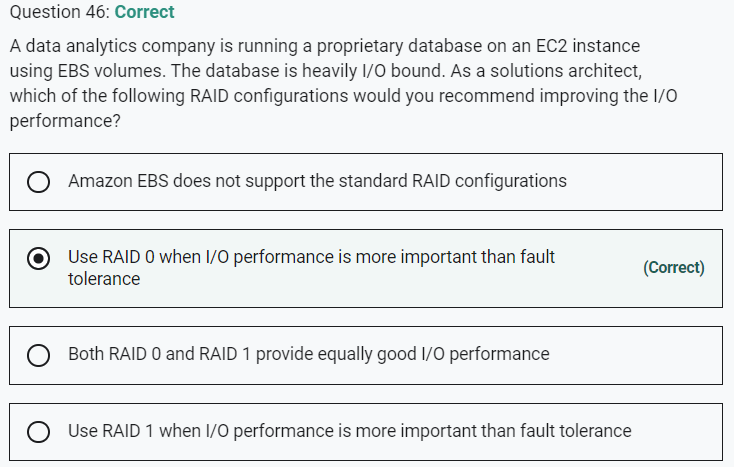 Question 46: Correct
A data analytics company is running a proprietary database on an EC2 instance
using EBS volumes. The database is heavily I/O bound. As a solutions architect,
which of the following RAID configurations would you recommend improving the I/O
performance?
Amazon EBS does not support the standard RAID configurations
Use RAID 0 when I/O performance is more important than fault
tolerance
(Correct)
Both RAID 0 and RAID 1 provide equally good I/O performance
Use RAID 1 when I/O performance is more important than fault tolerance